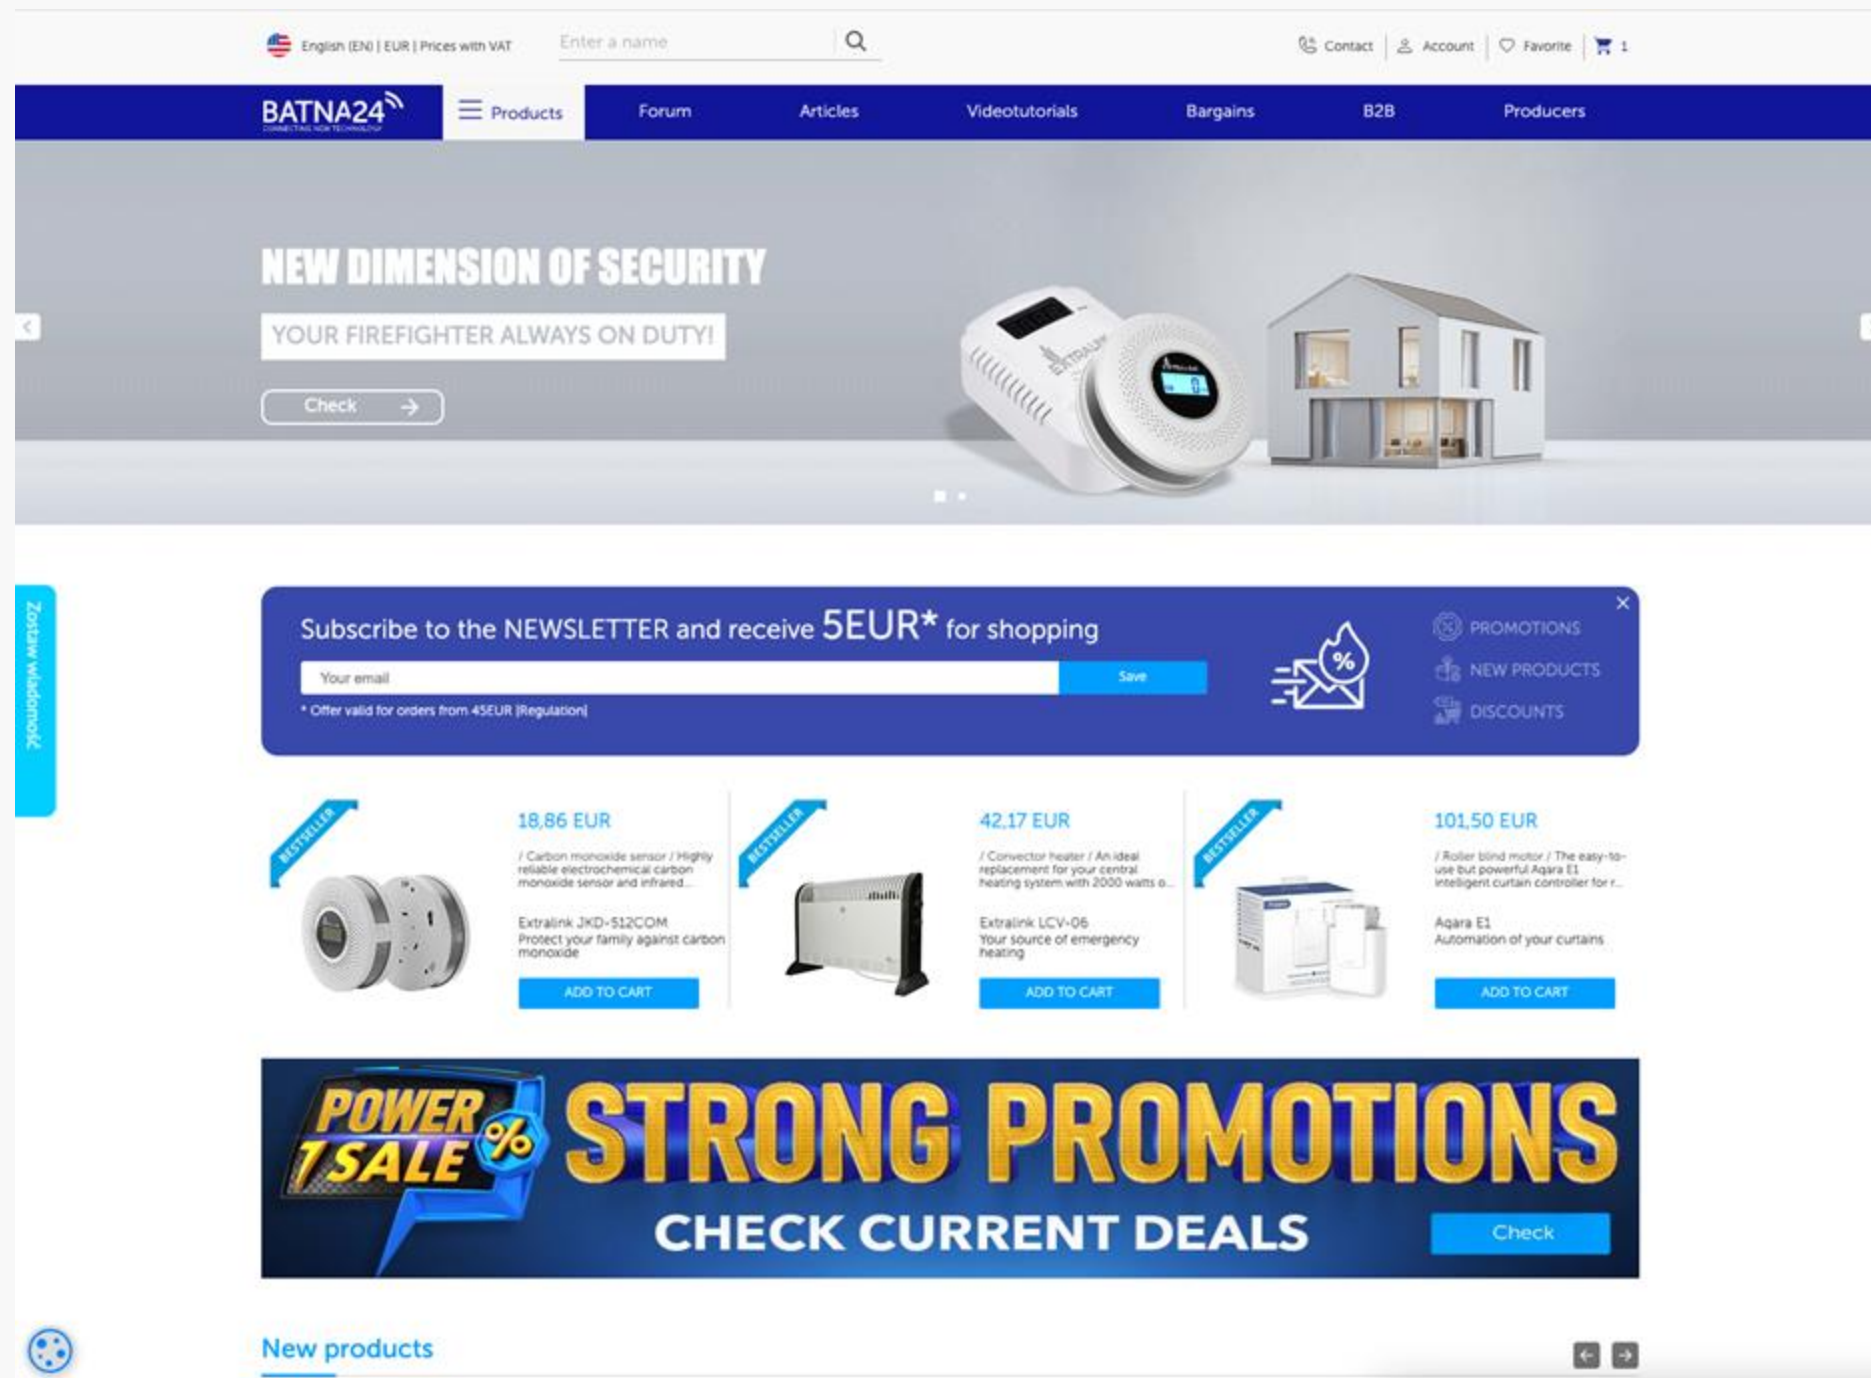 English (EN) | EUR | Prices with VAT
Enter a name
Contact
Account
Favorite
1
BATNA24
CONNECTING NEW TECHNOLOGY
Products
Forum
Articles
Videotutorials
Bargains
B2B
Producers
NEW DIMENSION OF SECURITY
YOUR FIREFIGHTER ALWAYS ON DUTY!
Check
EXTRALINK
0
Zostaw wiadomość
Subscribe to the NEWSLETTER and receive 5EUR* for shopping
Your email
Save
* Offer valid for orders from 45EUR [Regulation]
%
PROMOTIONS
NEW PRODUCTS
DISCOUNTS
BESTSELLER
18,86 EUR
/ Carbon monoxide sensor / Highly
reliable electrochemical carbon
monoxide sensor and infrared...
Extralink JKD-512COM
Protect your family against carbon
monoxide
ADD TO CART
BESTSELLER
42,17 EUR
/ Convector heater / An ideal
replacement for your central
heating system with 2000 watts o...
Extralink LCV-06
Your source of emergency
heating
ADD TO CART
BESTSELLER
101,50 EUR
/ Roller blind motor / The easy-to-
use but powerful Aqara E1
intelligent curtain controller for r...
Aqara E1
Automation of your curtains
ADD TO CART
POWER
SALE
%
STRONG PROMOTIONS
CHECK CURRENT DEALS
Check
New products